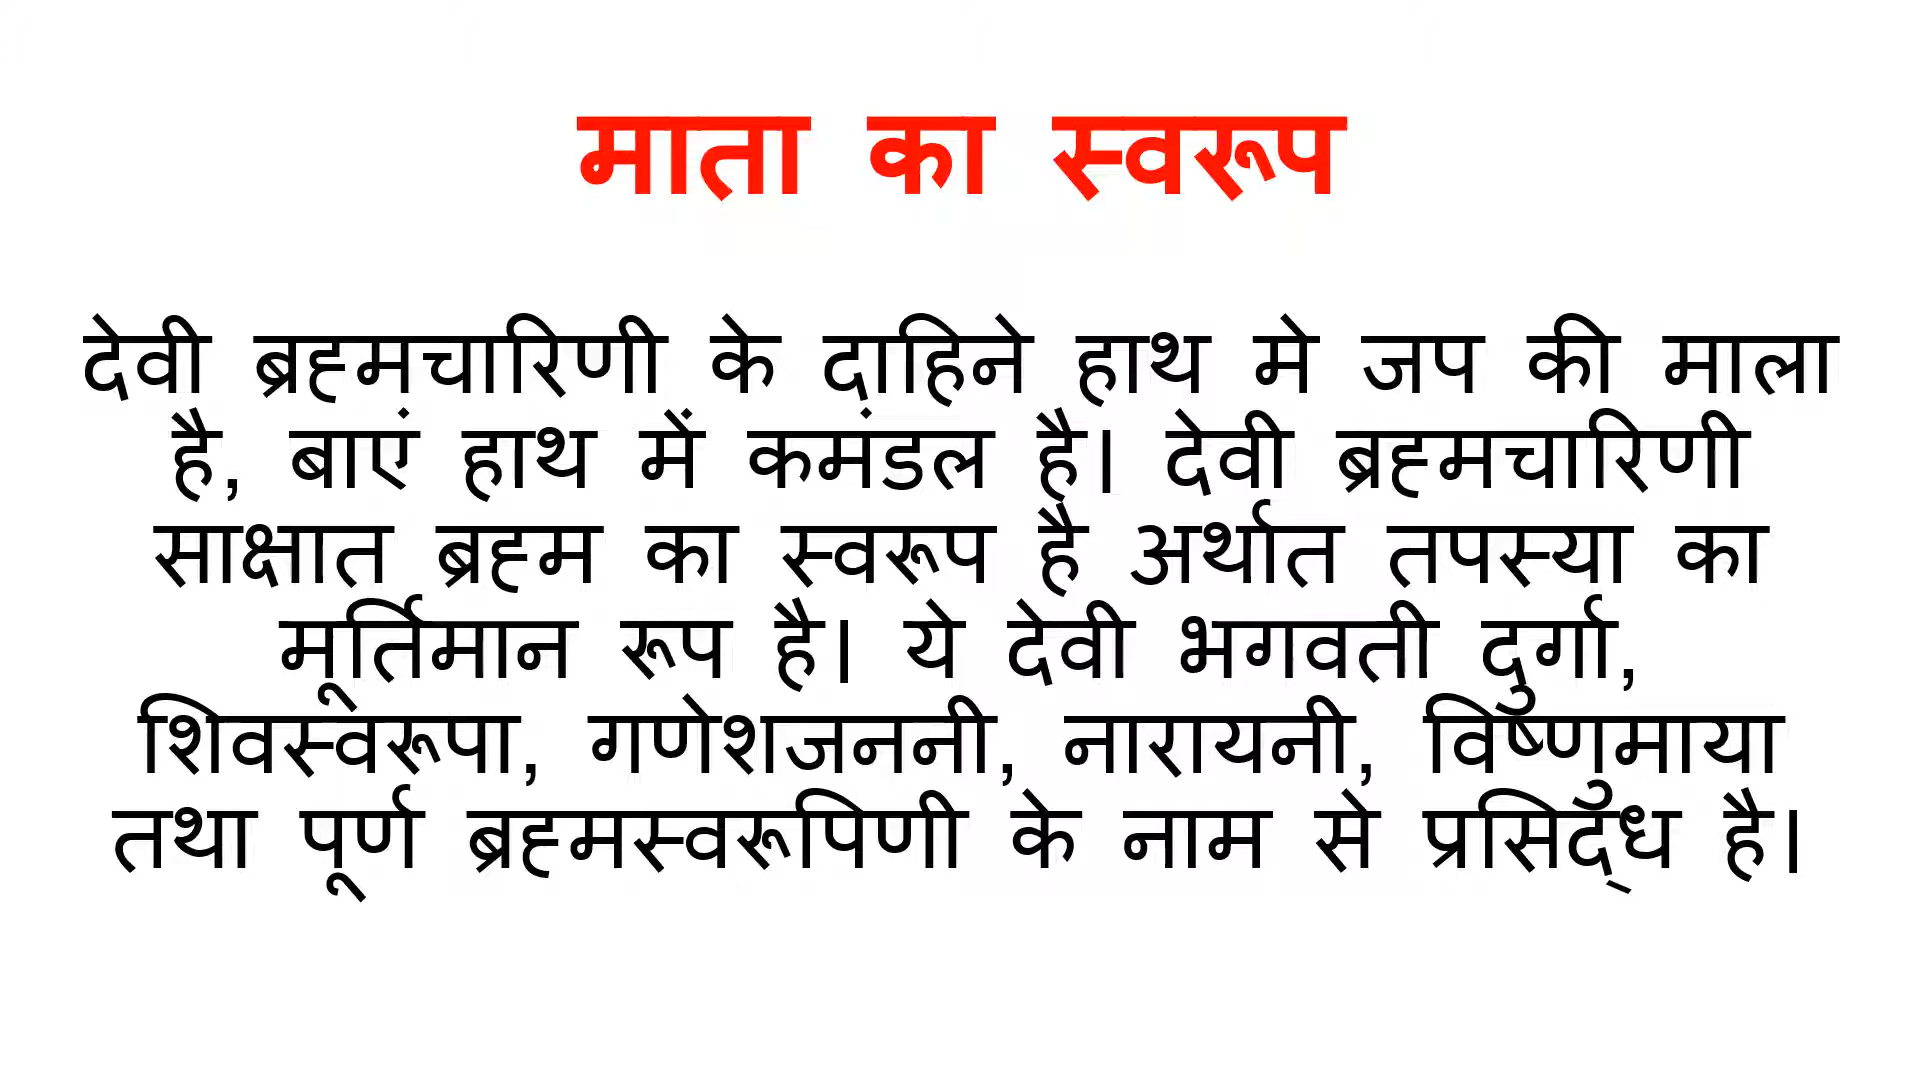 माता का स्वरूप
देवी ब्रह्मचारिणी के दाहिने हाथ मे जप की माला
है, बाएं हाथ में कमंडल है। देवी ब्रह्मचारिणी
साक्षात ब्रह्म का स्वरूप है अर्थात तपस्या का
मूर्तिमान रूप है। ये देवी भगवती दुर्गा,
शिवस्वरूपा, गणेशजननी, नारायनी, विष्णुमाया
तथा पूर्ण ब्रह्मस्वरूपिणी के नाम से प्रसिद्ध है।